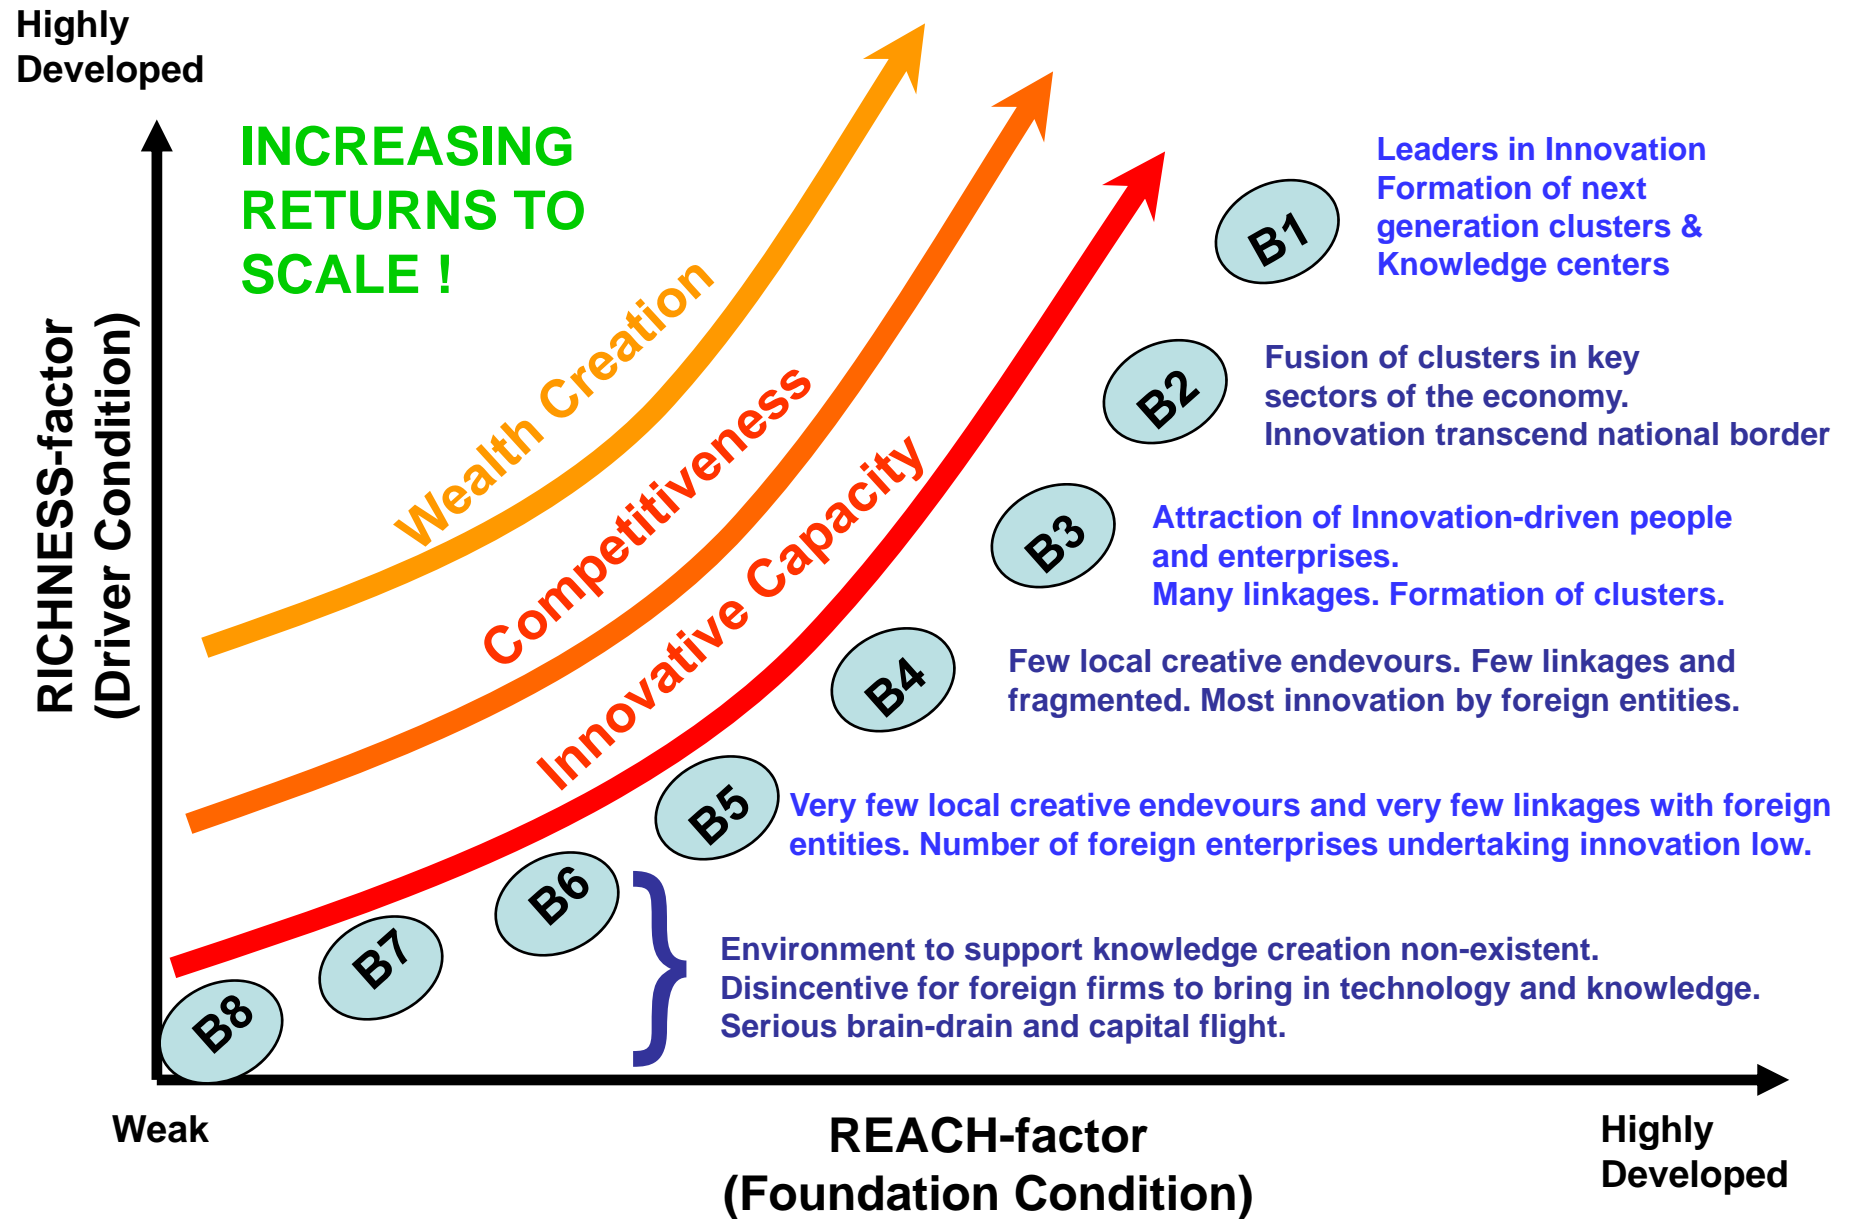 Highly
Developed
INCREASING
RETURNS TO
SCALE !
RICHNESS-factor
(Driver Condition)
Wealth Creation
Competitiveness
Innovative Capacity
B1
Leaders in Innovation
Formation of next
generation clusters &
Knowledge centers
B2
Fusion of clusters in key
sectors of the economy.
Innovation transcend national border
B3
Attraction of Innovation-driven people
and enterprises.
Many linkages. Formation of clusters.
B4
Few local creative endevours. Few linkages and
fragmented. Most innovation by foreign entities.
B5
Very few local creative endevours and very few linkages with foreign
entities. Number of foreign enterprises undertaking innovation low.
B6
B7
B8
}
Environment to support knowledge creation non-existent.
Disincentive for foreign firms to bring in technology and knowledge.
Serious brain-drain and capital flight.
Weak
REACH-factor
(Foundation Condition)
Highly
Developed